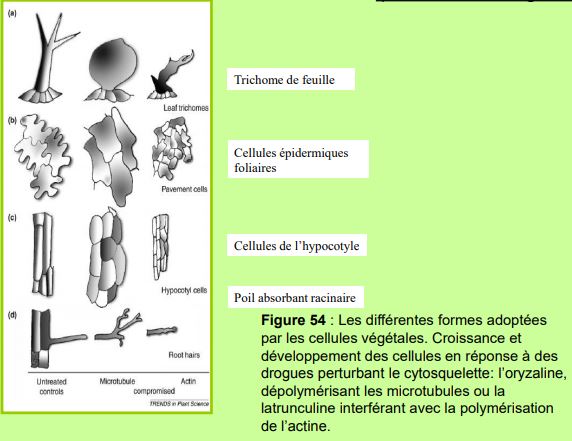 (a)
Leaf trichomes
Trichome de feuille
(b)
Pavement cells
Cellules épidermiques
foliaires
(c)
Hypocotyl cells
Cellules de l’hypocotyle
(d)
Root hairs
Poil absorbant racinaire
Untreated
controls
Microtubule
Actin
compromised
TRENDS in Plant Science
Figure 54 : Les différentes formes adoptées
par les cellules végétales. Croissance et
développement des cellules en réponse à des
drogues perturbant le cytosquelette: l’oryzaline,
dépolymérisant les microtubules ou la
latrunculine interférant avec la polymérisation
de l’actine.